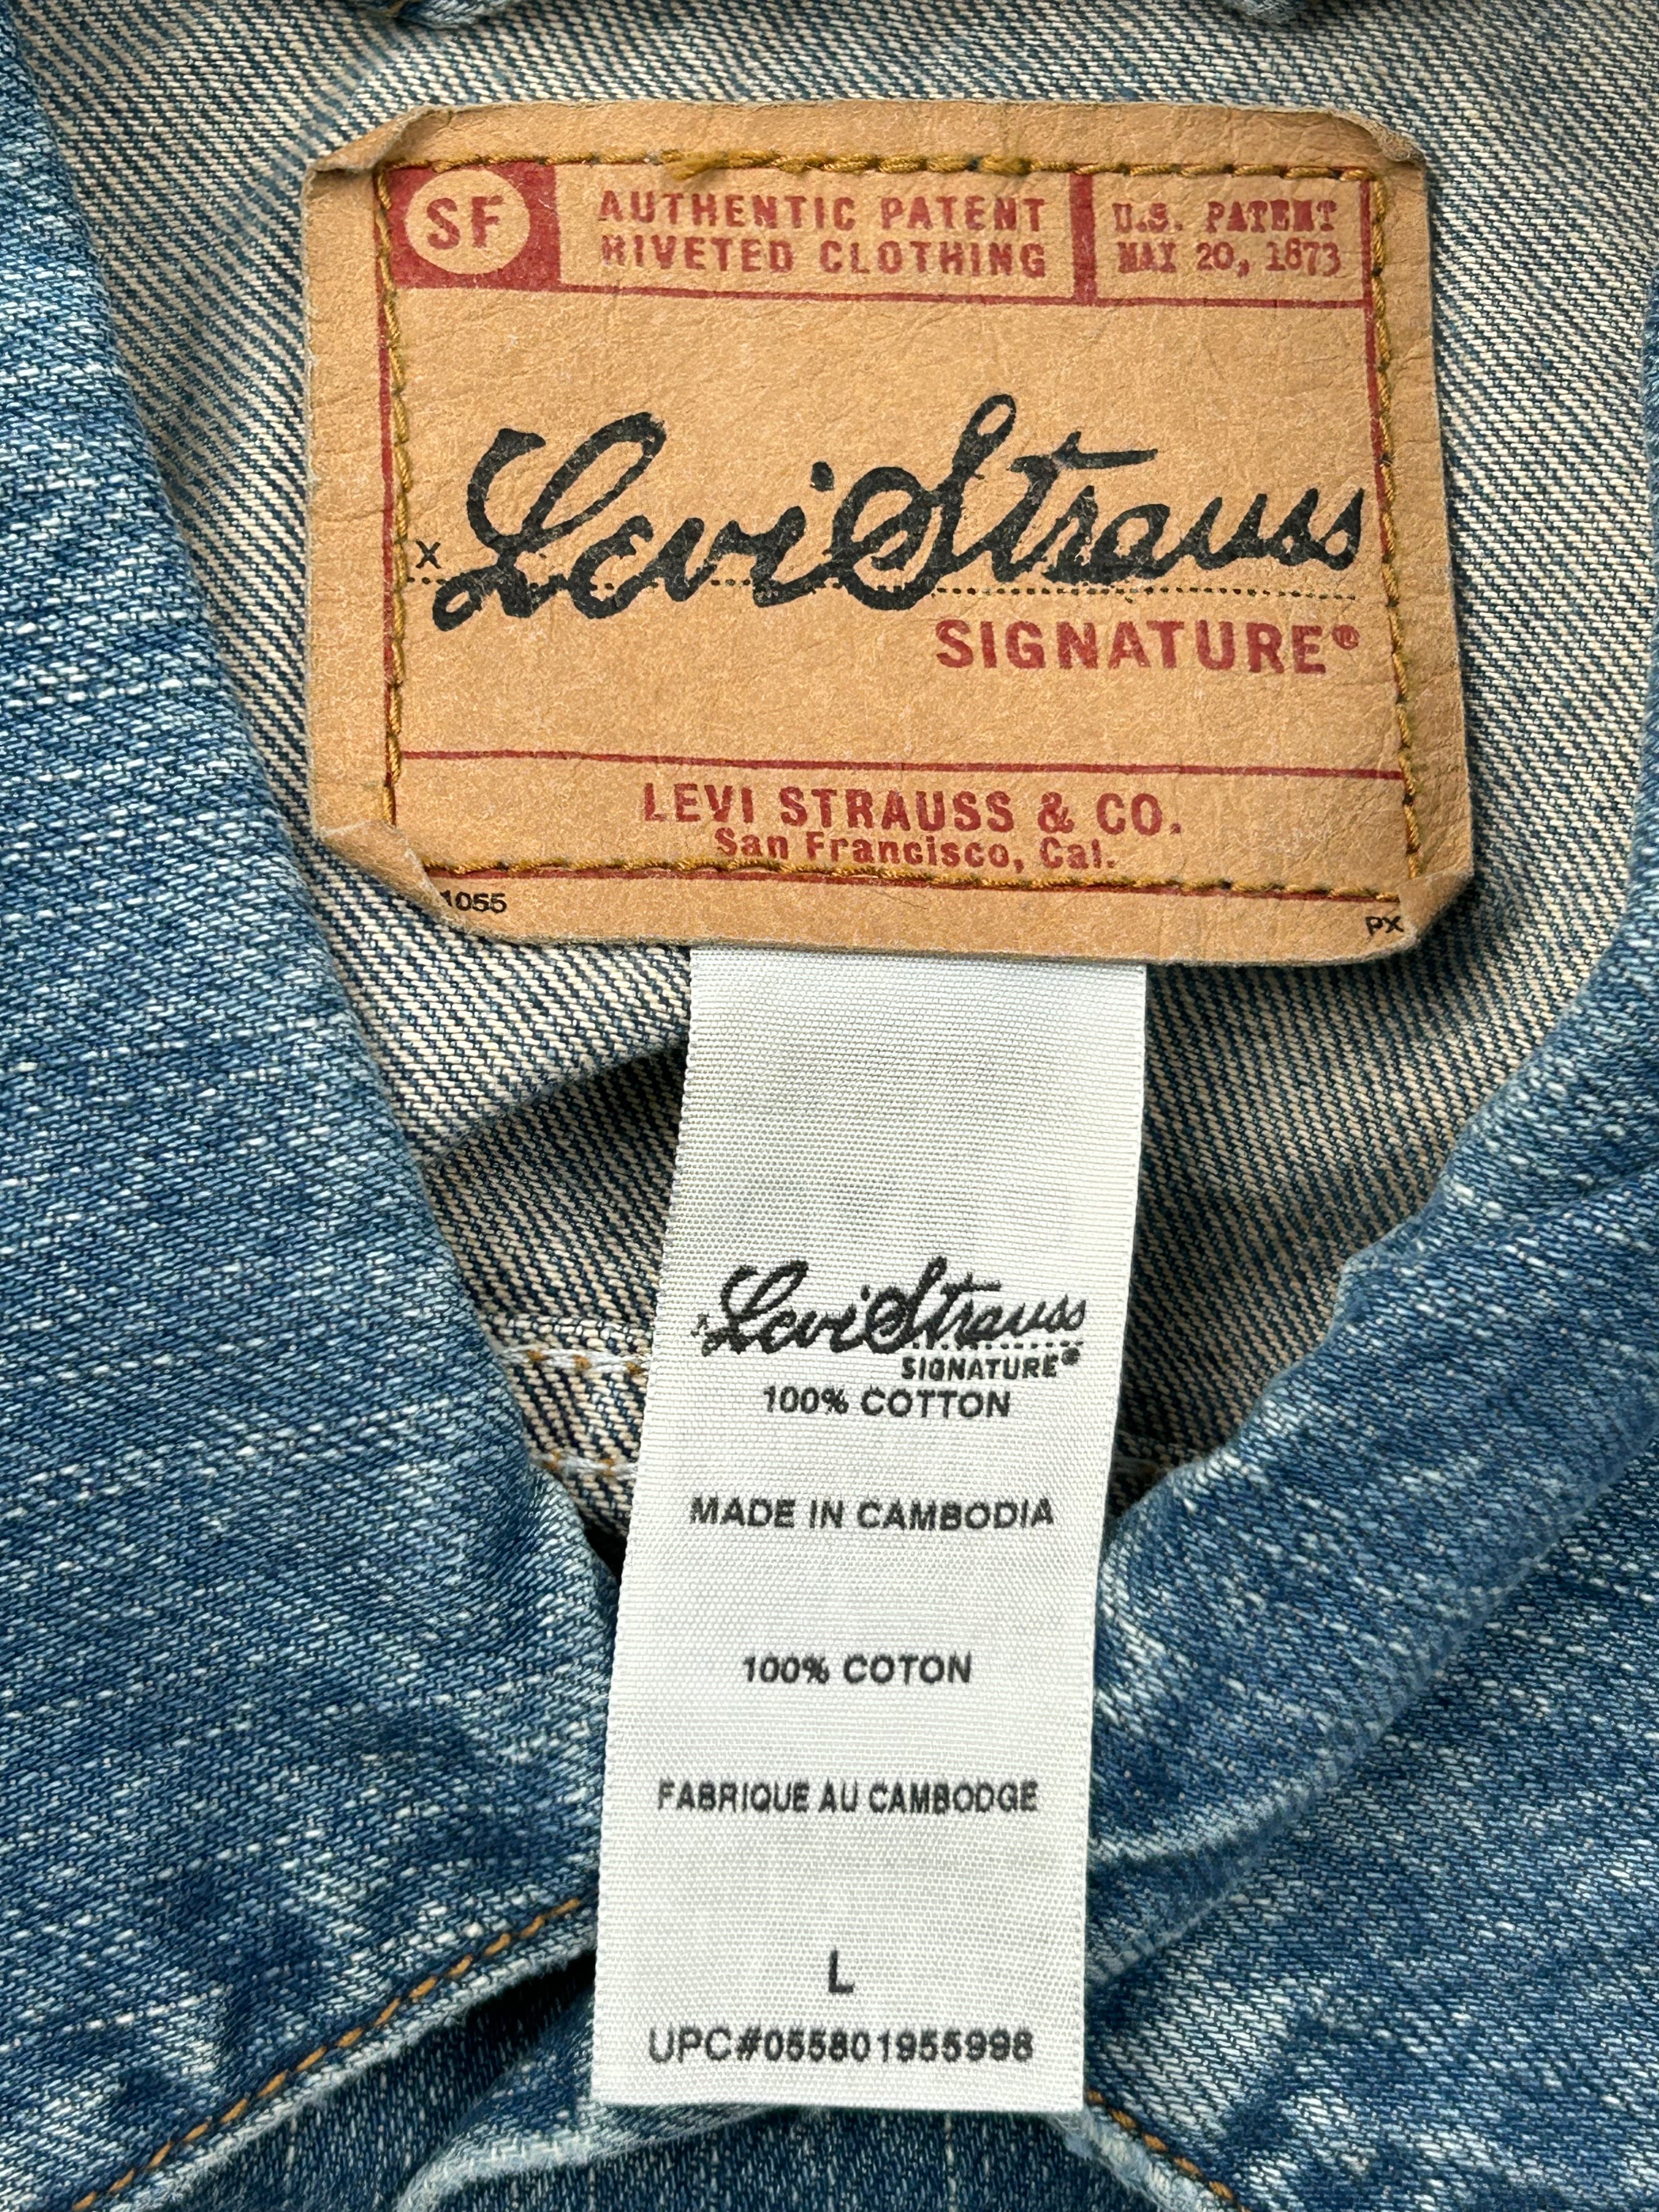 SF
AUTHENTIC PATENT
RIVETED CLOTHING
U.S. PATENT
MAY 20, 1873
x Levi Strauss
SIGNATURE®
LEVI STRAUSS & CO.
San Francisco, Cal.
1055
PX
Levi Strauss
SIGNATURE®
100% COTTON
MADE IN CAMBODIA
100% COTON
FABRIQUE AU CAMBODGE
L
UPC#055801955998